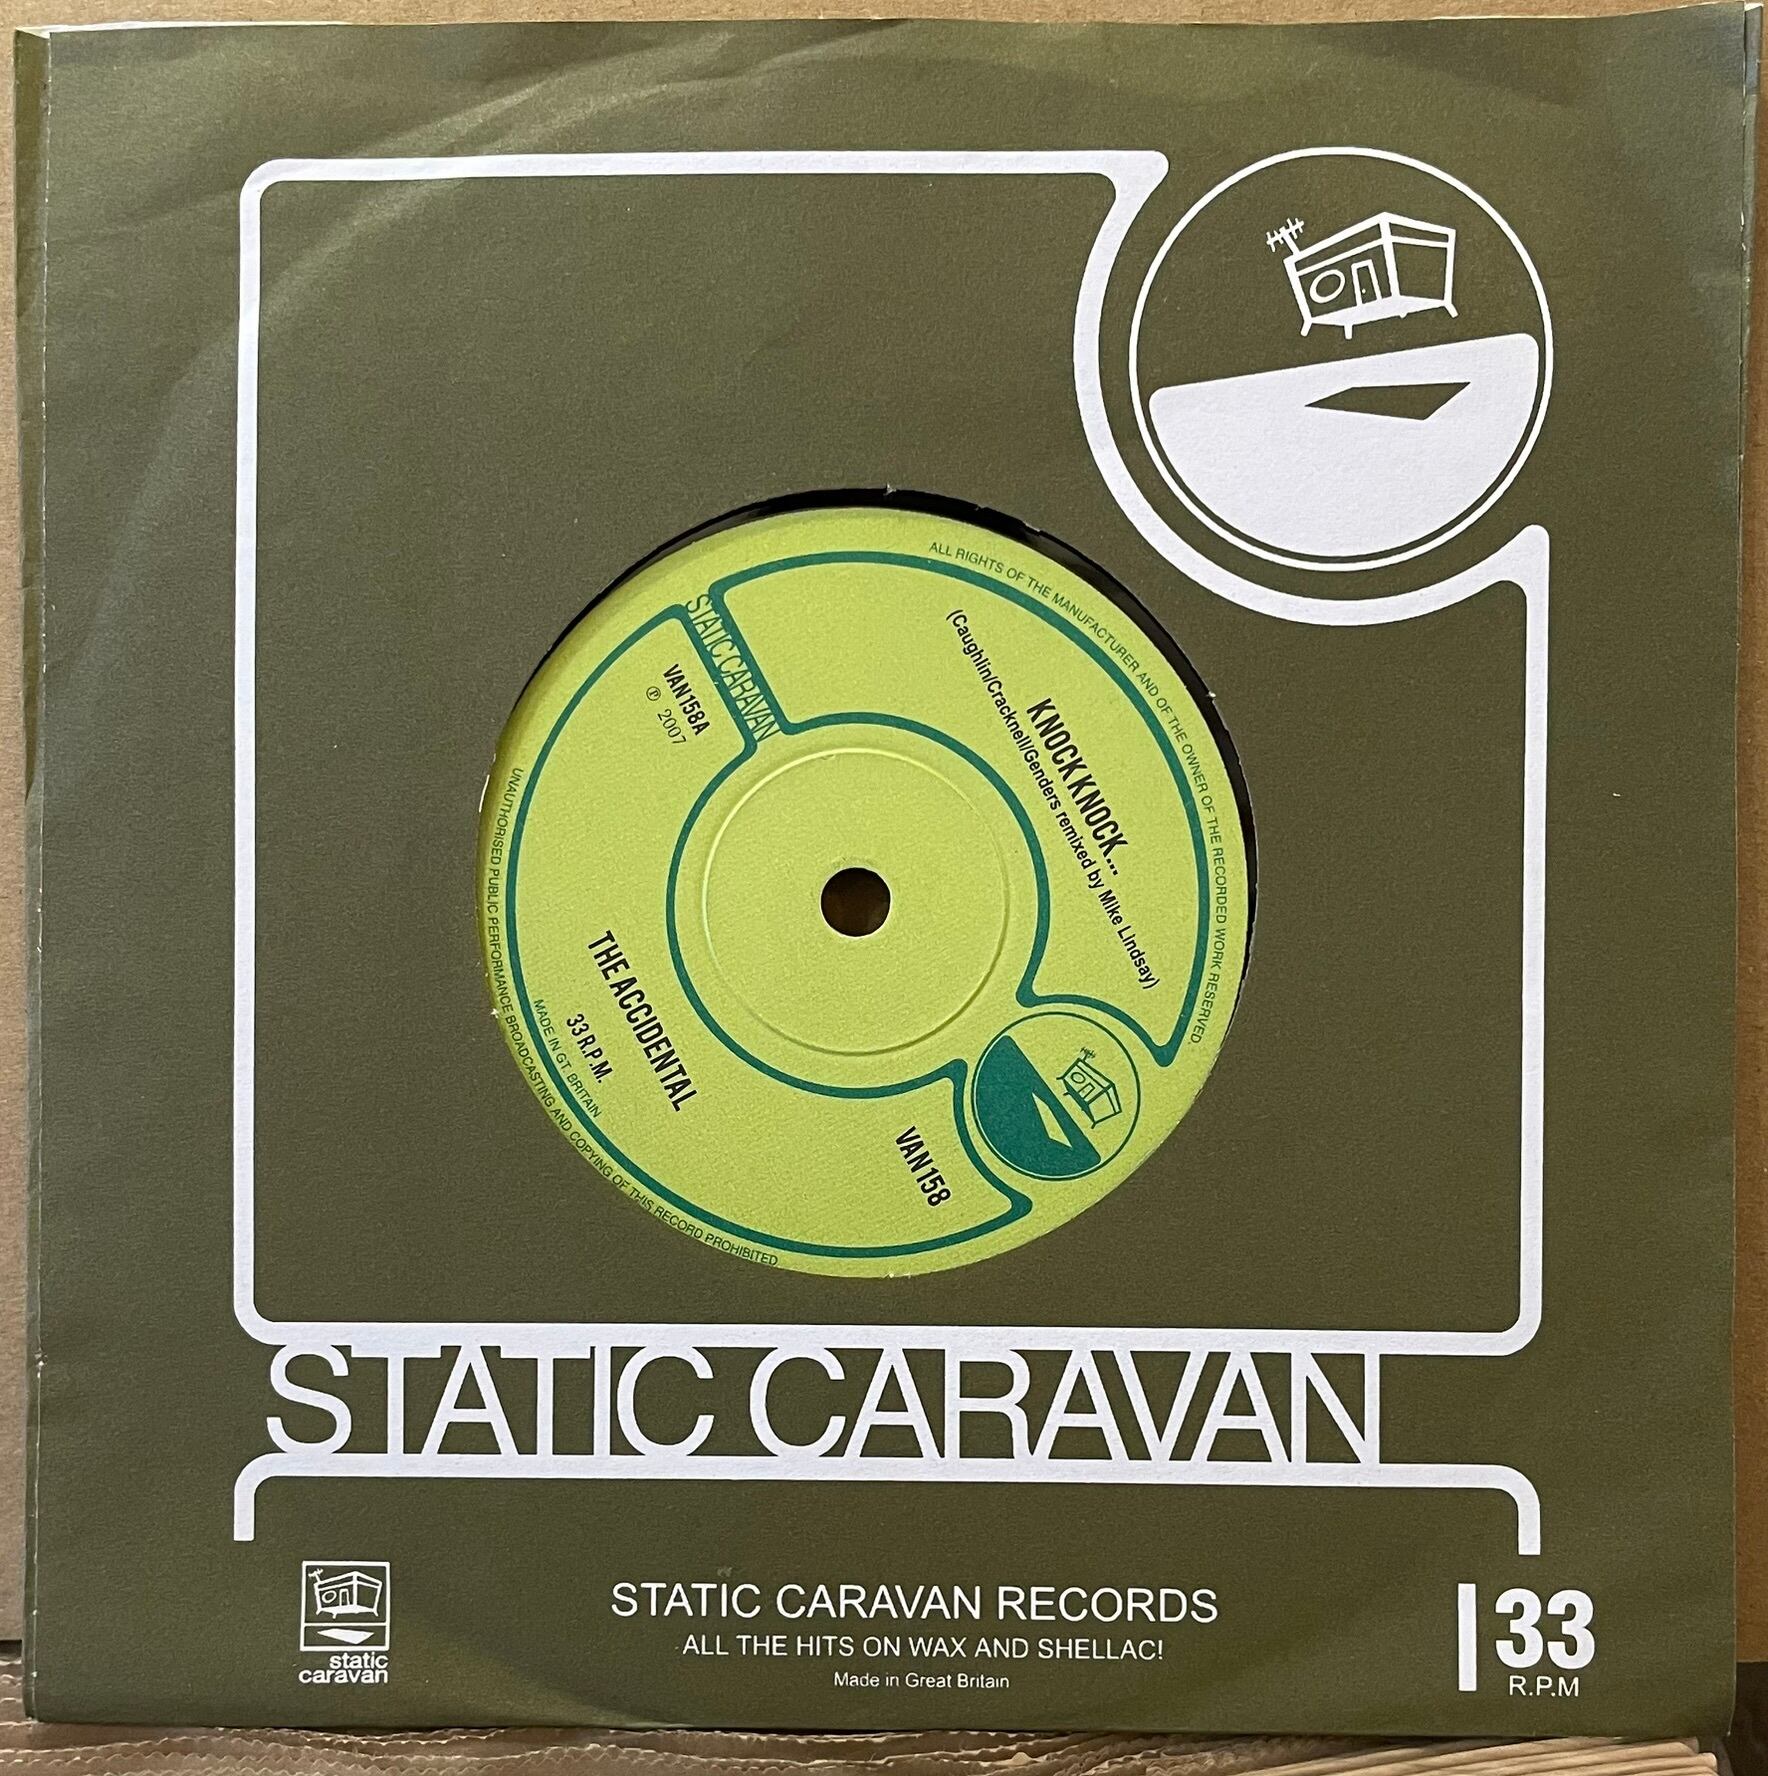 ALL RIGHTS OF THE MANUFACTURER AND OF THE OWNER OF THE RECORDED WORK RESERVED.
STATIC CARAVAN
VAN158A
℗ 2007
KNOCK KNOCK...
(Caughlin/Cracknell/Genders remixed by Mike Lindsay)
THE ACCIDENTAL
33 R.P.M.
VAN158
MADE IN GT. BRITAIN
UNAUTHORISED PUBLIC PERFORMANCE BROADCASTING AND COPYING OF THIS RECORD PROHIBITED
STATIC CARAVAN
static
caravan
STATIC CARAVAN RECORDS
ALL THE HITS ON WAX AND SHELLAC!
Made in Great Britain
33
R.P.M